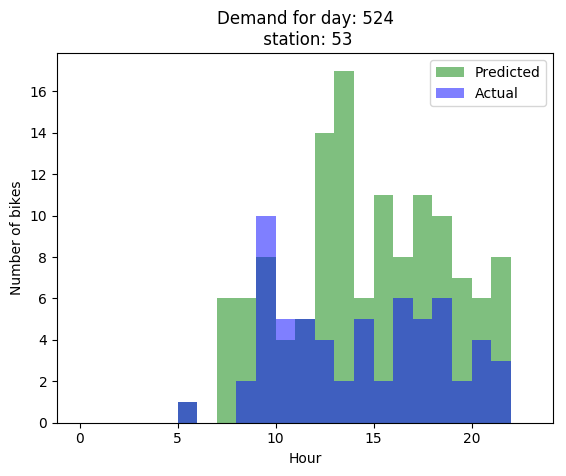 Demand for day: 524
station: 53
Predicted
Actual
16
14
12
10
8
6
4
2
0
Number of bikes
0 5 10 15 20
Hour